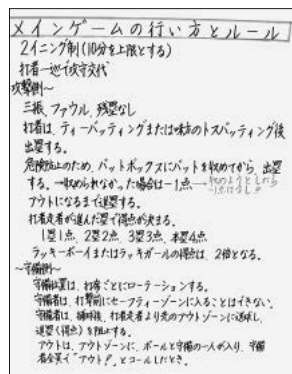 メインゲームの行い方とルール
2イニング制(10分を上限とする)
打者一巡で攻守交代
攻撃側〜
三振、ファウル、残塁なし
打者は、ティーバッティングまたは味方のトスバッティング後
出塁する。
危険防止のため、バットボックスにバットを収めてから、出塁
する。→収められなかった場合は−1点→収めようとしたら
−1点はなし
アウトになるまで進塁する。
打者走者が進んだ塁で得点が決まる。
1塁1点、2塁2点、3塁3点、本塁4点
ラッキーボーイまたはラッキーガールの得点は、2倍となる。
〜守備側〜
守備位置は、打席ごとにローテーションする。
守備者は、打撃前にセーフティーゾーンに入ることはできない。
守備者は、捕球後、打者走者より先のアウトゾーンに送球し、
進塁(得点)を阻止する。
アウトは、アウトゾーンに、ボールと守備の一人が入り、守備
者全員で"アウト!"とコールしたとき。